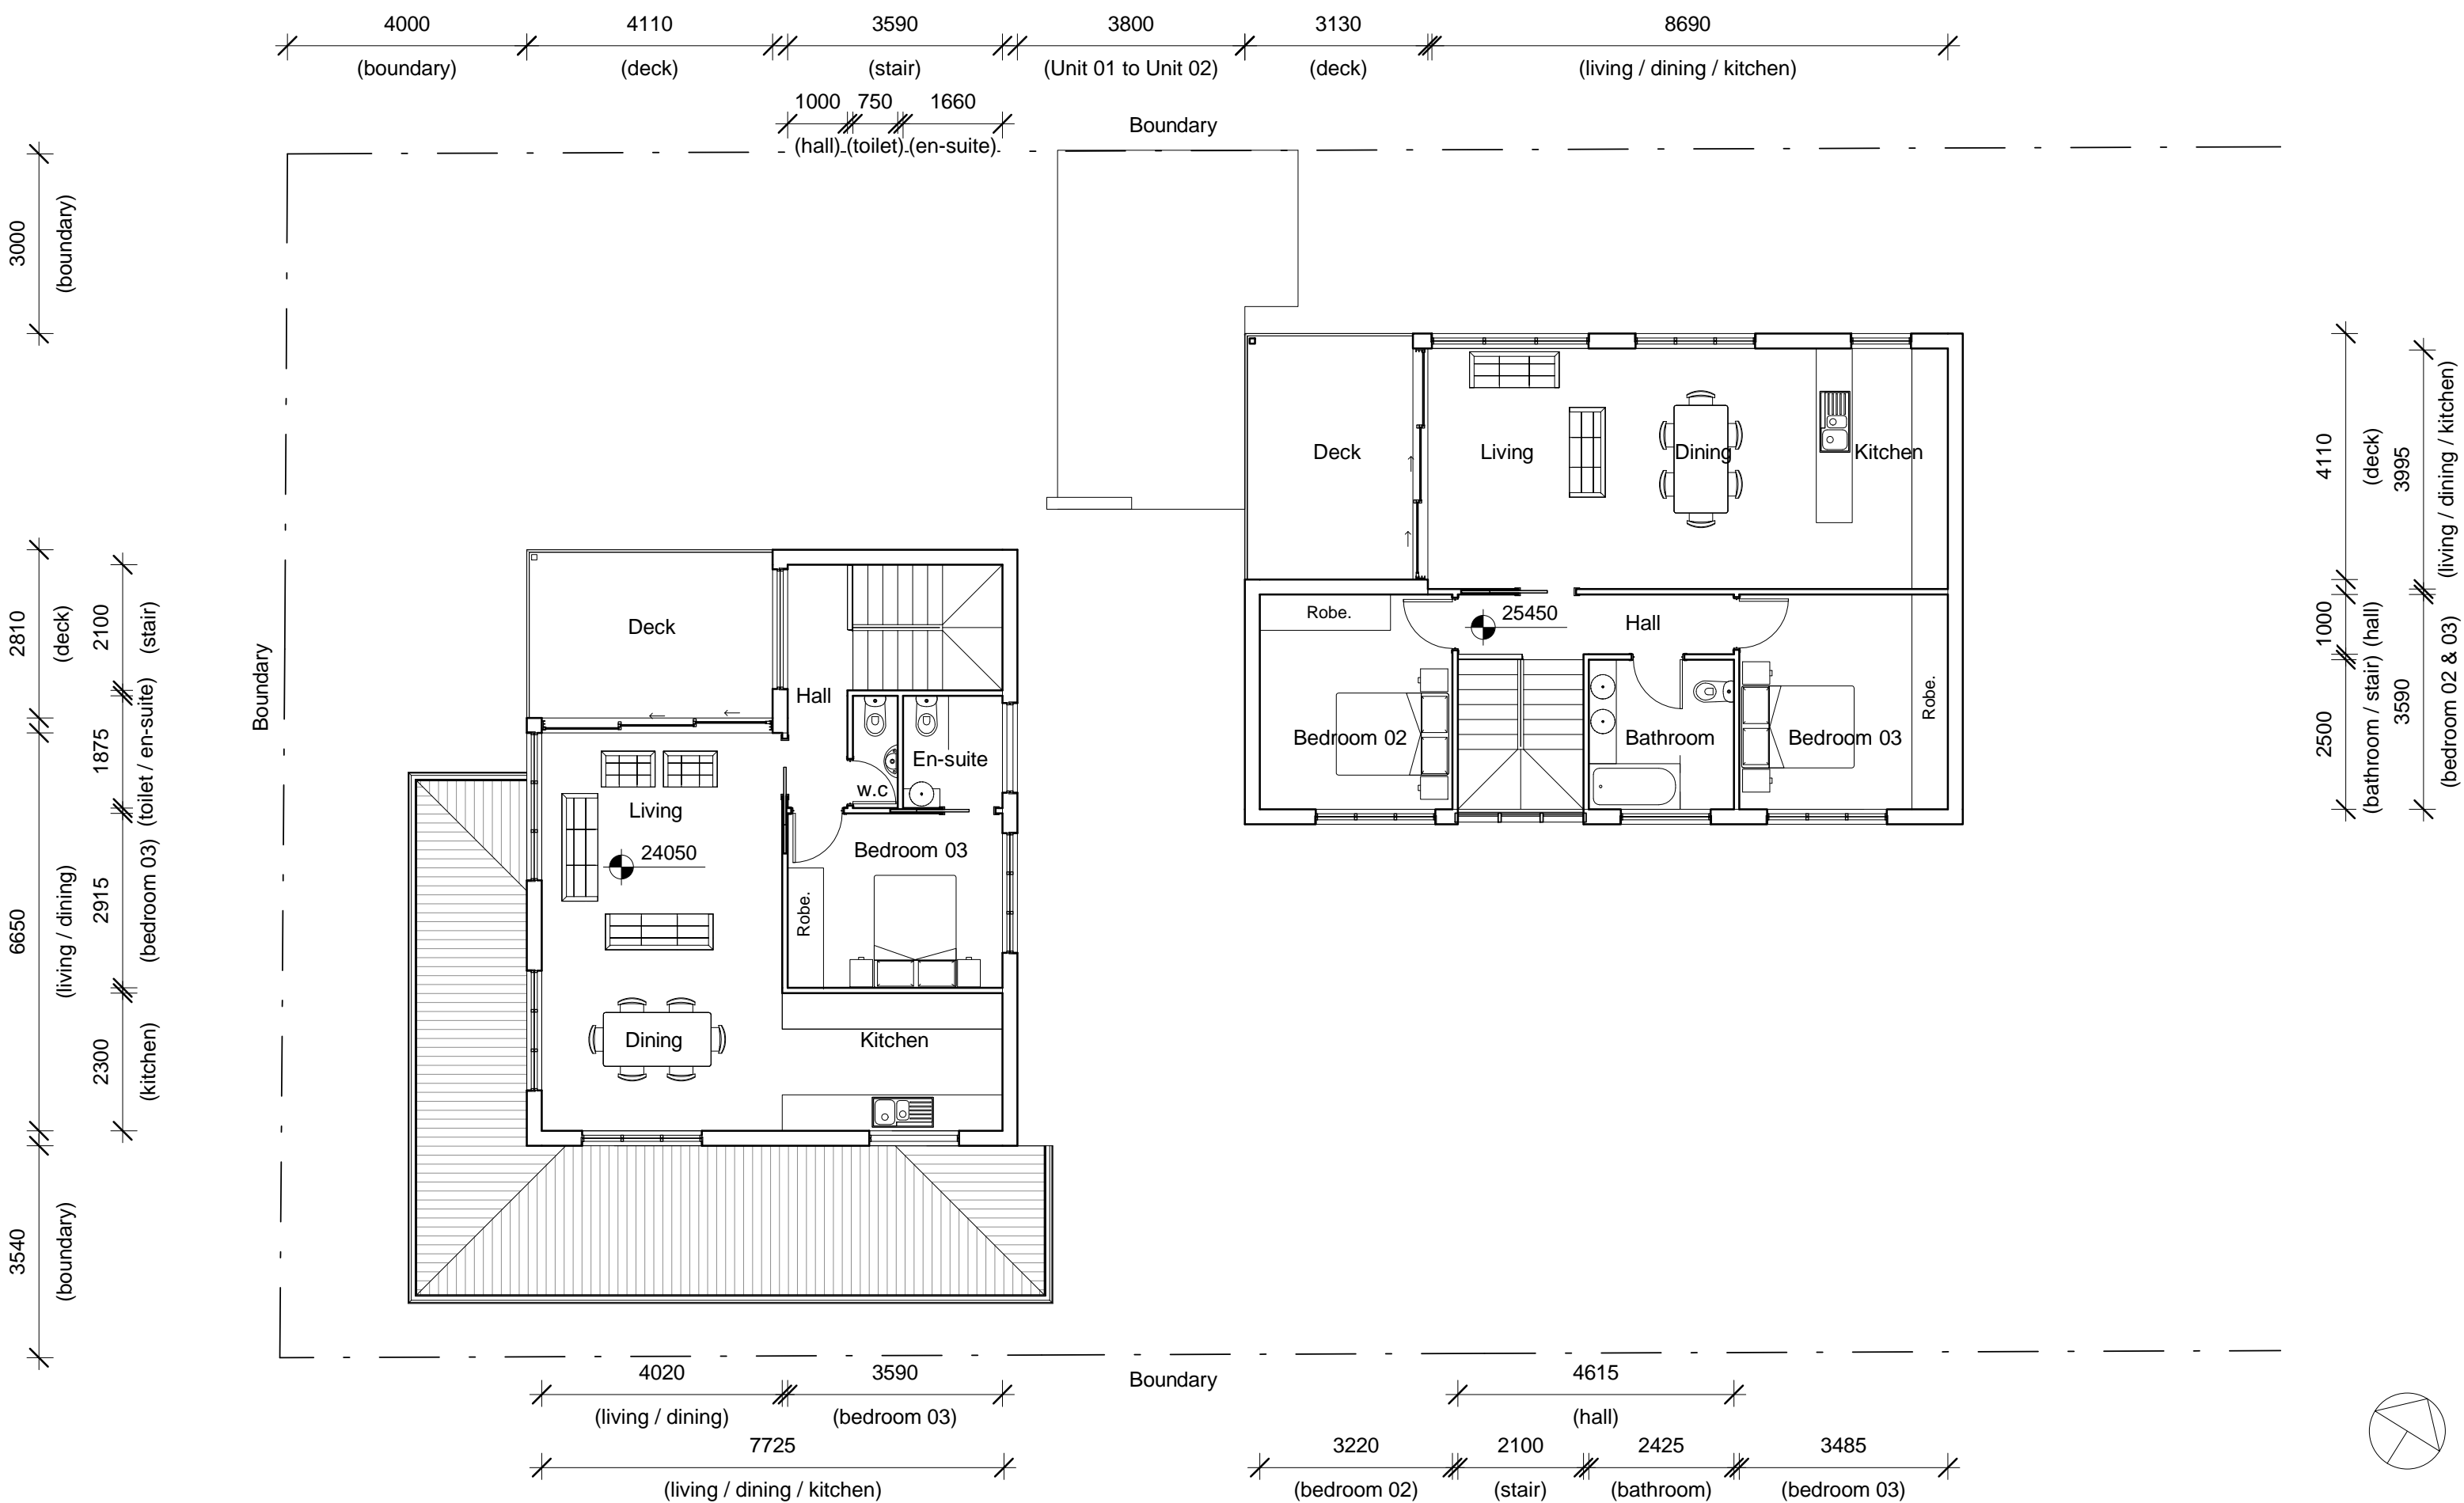 4000
4110
3590
3800
3130
8690
(boundary)
(deck)
(stair)
(Unit 01 to Unit 02)
(deck)
(living / dining / kitchen)
1000
750
1660
(hall)
(toilet)
(en-suite)
Boundary
3000
(boundary)
2810
(deck)
2100
(stair)
1875
(toilet / en-suite)
6650
(living / dining)
2915
(bedroom 03)
2300
(kitchen)
3540
(boundary)
Boundary
Deck
Hall
En-suite
w.c
Living
24050
Bedroom 03
Robe.
Dining
Kitchen
Deck
Living
Dining
Kitchen
Robe.
25450
Hall
Bedroom 02
Bathroom
Bedroom 03
Robe.
4110
(deck)
3995
(living / dining / kitchen)
1000
(hall)
2500
(bathroom / stair)
3590
(bedroom 02 & 03)
4020
3590
(living / dining)
(bedroom 03)
7725
(living / dining / kitchen)
Boundary
4615
(hall)
3220
2100
2425
3485
(bedroom 02)
(stair)
(bathroom)
(bedroom 03)